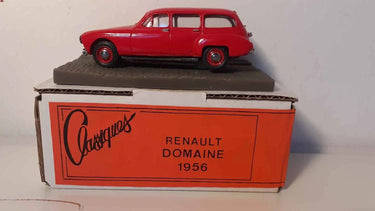 Classiques
RENAULT
DOMAINE
1956